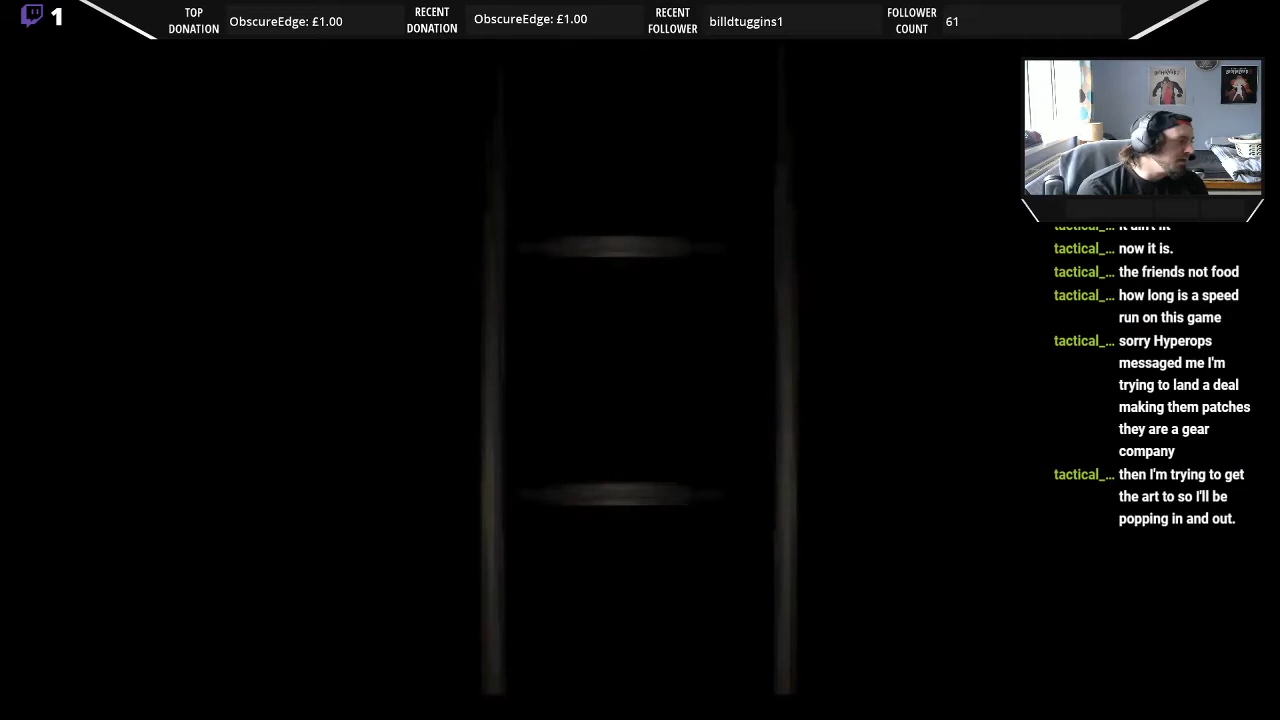 1
TOP
DONATION
ObscureEdge: £1.00
RECENT
DONATION
ObscureEdge: £1.00
RECENT
FOLLOWER
billdtuggins1
FOLLOWER
COUNT
61
tactical_...
tactical_... now it is.
tactical_... the friends not food
tactical_... how long is a speed
run on this game
tactical_... sorry Hyperops
messaged me I'm
trying to land a deal
making them patches
they are a gear
company
tactical_... then I'm trying to get
the art to so I'll be
popping in and out.